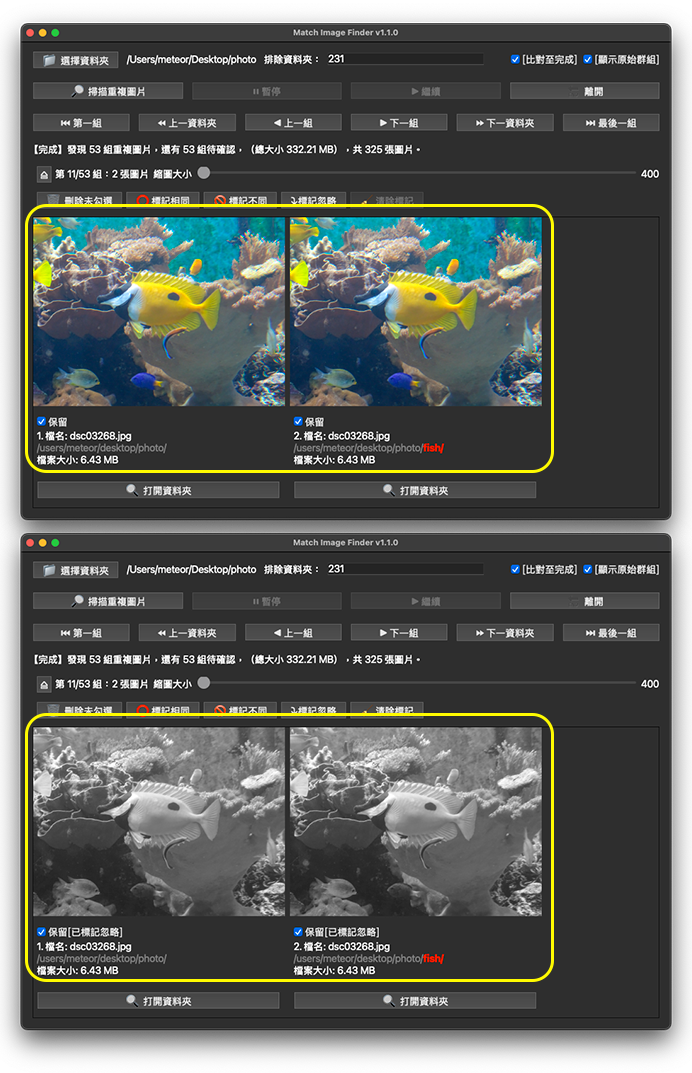 Match Image Finder v1.1.0
選擇資料夾 /Users/meteor/Desktop/photo 排除資料夾： 231 [比對至完成] [顯示原始群組]
掃描重複圖片 暫停 繼續 離開
第一組 上一資料夾 上一組 下一組 下一資料夾 最後一組
【完成】發現 53 組重複圖片，還有 53 組待確認，（總大小 332.21 MB），共 325 張圖片。
第 11/53 組：2 張圖片 縮圖大小 400
刪除未勾選 標記相同 標記不同 標記忽略 清除標記
保留 保留
1. 檔名: dsc03268.jpg 2. 檔名: dsc03268.jpg
/users/meteor/desktop/photo/ /users/meteor/desktop/photo/fish/
檔案大小: 6.43 MB 檔案大小: 6.43 MB
打開資料夾 打開資料夾
Match Image Finder v1.1.0
選擇資料夾 /Users/meteor/Desktop/photo 排除資料夾： 231 [比對至完成] [顯示原始群組]
掃描重複圖片 暫停 繼續 離開
第一組 上一資料夾 上一組 下一組 下一資料夾 最後一組
【完成】發現 53 組重複圖片，還有 53 組待確認，（總大小 332.21 MB），共 325 張圖片。
第 11/53 組：2 張圖片 縮圖大小 400
刪除未勾選 標記相同 標記不同 標記忽略 清除標記
保留[已標記忽略] 保留[已標記忽略]
1. 檔名: dsc03268.jpg 2. 檔名: dsc03268.jpg
/users/meteor/desktop/photo/ /users/meteor/desktop/photo/fish/
檔案大小: 6.43 MB 檔案大小: 6.43 MB
打開資料夾 打開資料夾